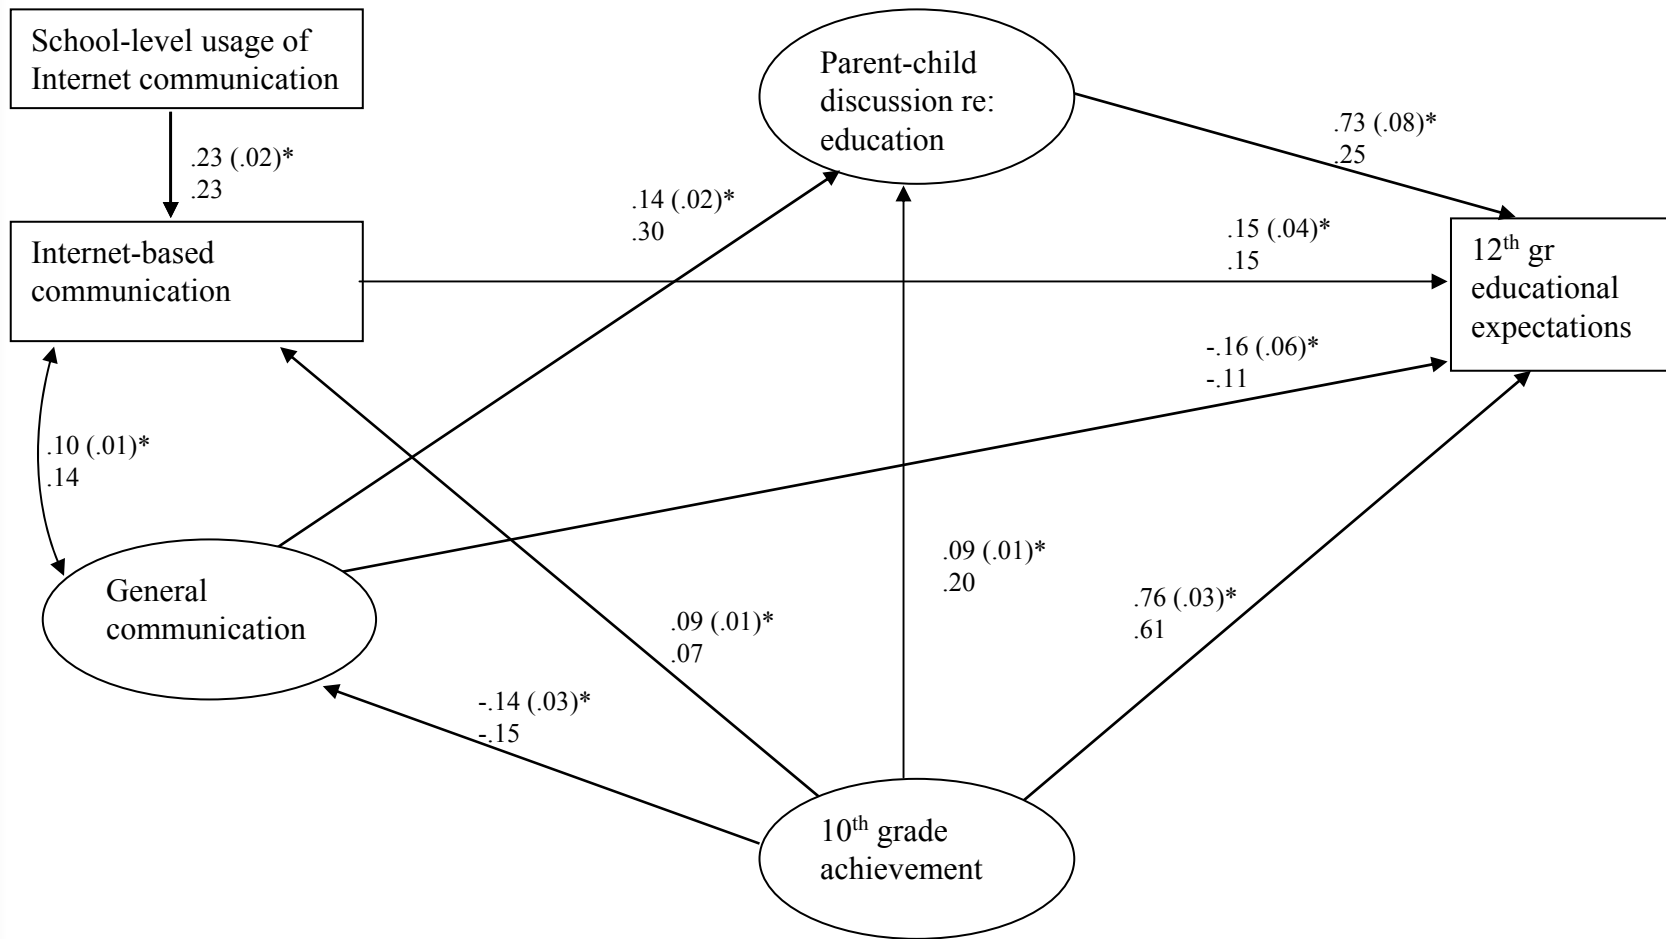 School-level usage of
Internet communication
.23 (.02)*
.23
Internet-based
communication
.10 (.01)*
.14
General
communication
Parent-child
discussion re:
education
.14 (.02)*
.30
.73 (.08)*
.25
.15 (.04)*
.15
12th gr
educational
expectations
-.16 (.06)*
-.11
.09 (.01)*
.20
.76 (.03)*
.61
.09 (.01)*
.07
-.14 (.03)*
-.15
10th grade
achievement